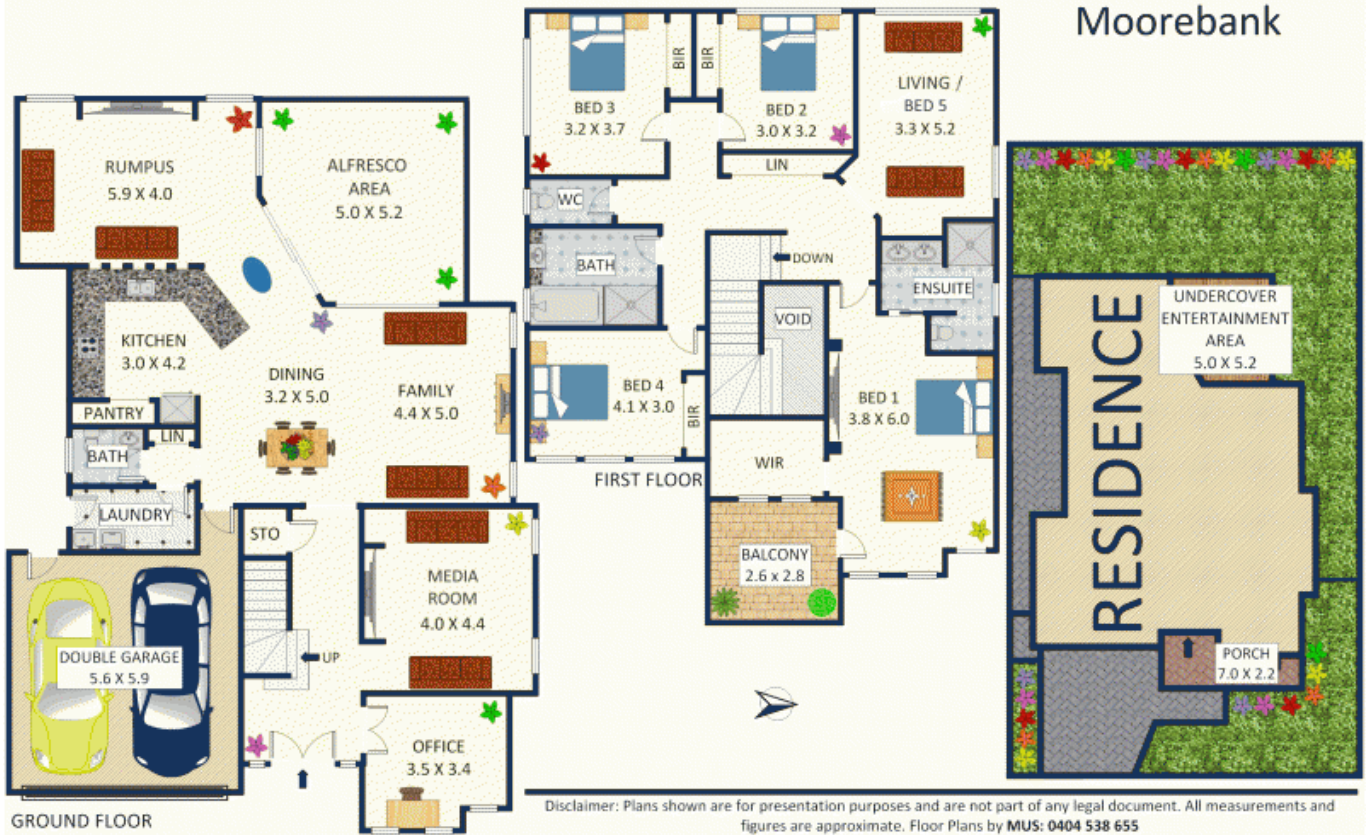 Moorebank
RUMPUS
5.9 X 4.0
ALFRESCO
AREA
5.0 X 5.2
KITCHEN
3.0 X 4.2
PANTRY
LIN
BATH
LAUNDRY
DINING
3.2 X 5.0
FAMILY
4.4 X 5.0
STO
MEDIA
ROOM
4.0 X 4.4
UP
DOUBLE GARAGE
5.6 X 5.9
OFFICE
3.5 X 3.4
GROUND FLOOR
BED 3
3.2 X 3.7
BIR
BIR
BED 2
3.0 X 3.2
LIVING /
BED 5
3.3 X 5.2
LIN
WC
BATH
DOWN
VOID
ENSUITE
BED 4
4.1 X 3.0
BIR
BED 1
3.8 X 6.0
WIR
BALCONY
2.6 x 2.8
FIRST FLOOR
RESIDENCE
UNDERCOVER
ENTERTAINMENT
AREA
5.0 X 5.2
PORCH
7.0 X 2.2
Disclaimer: Plans shown are for presentation purposes and are not part of any legal document. All measurements and
figures are approximate. Floor Plans by MUS: 0404 538 655